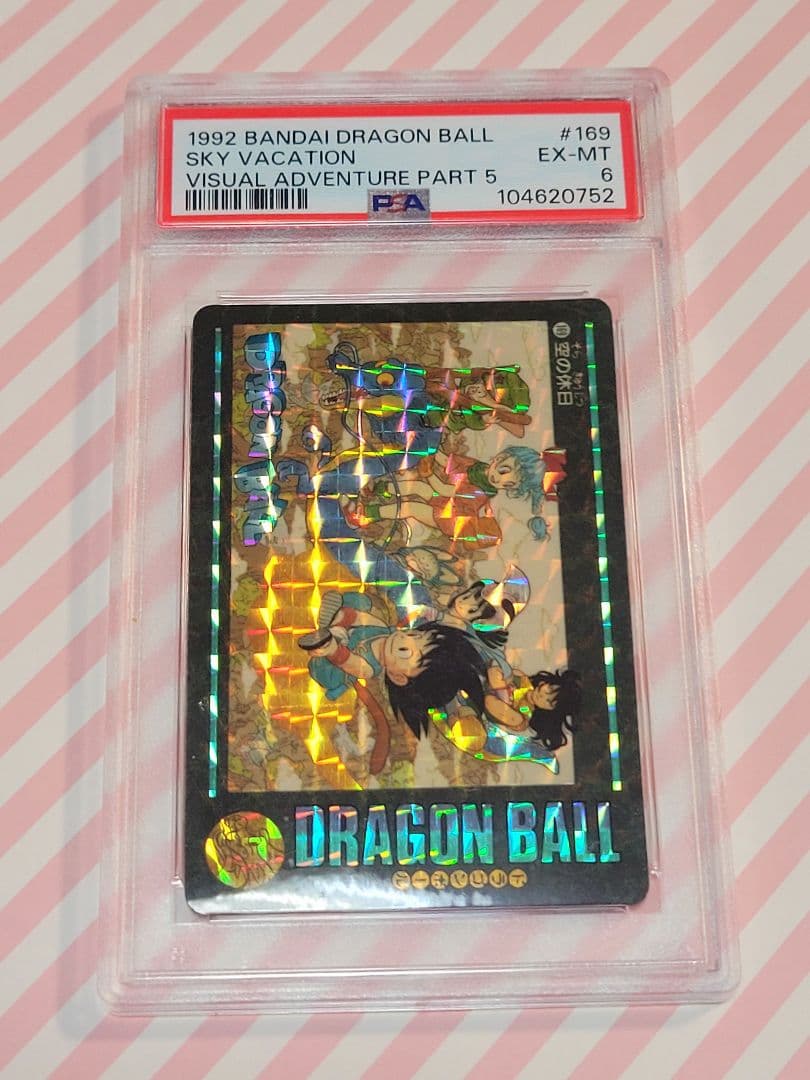 1992 BANDAI DRAGON BALL #169
SKY VACATION EX-MT
VISUAL ADVENTURE PART 5 6
PSA 104620752
空の休日
Dragon Ball
DRAGON BALL